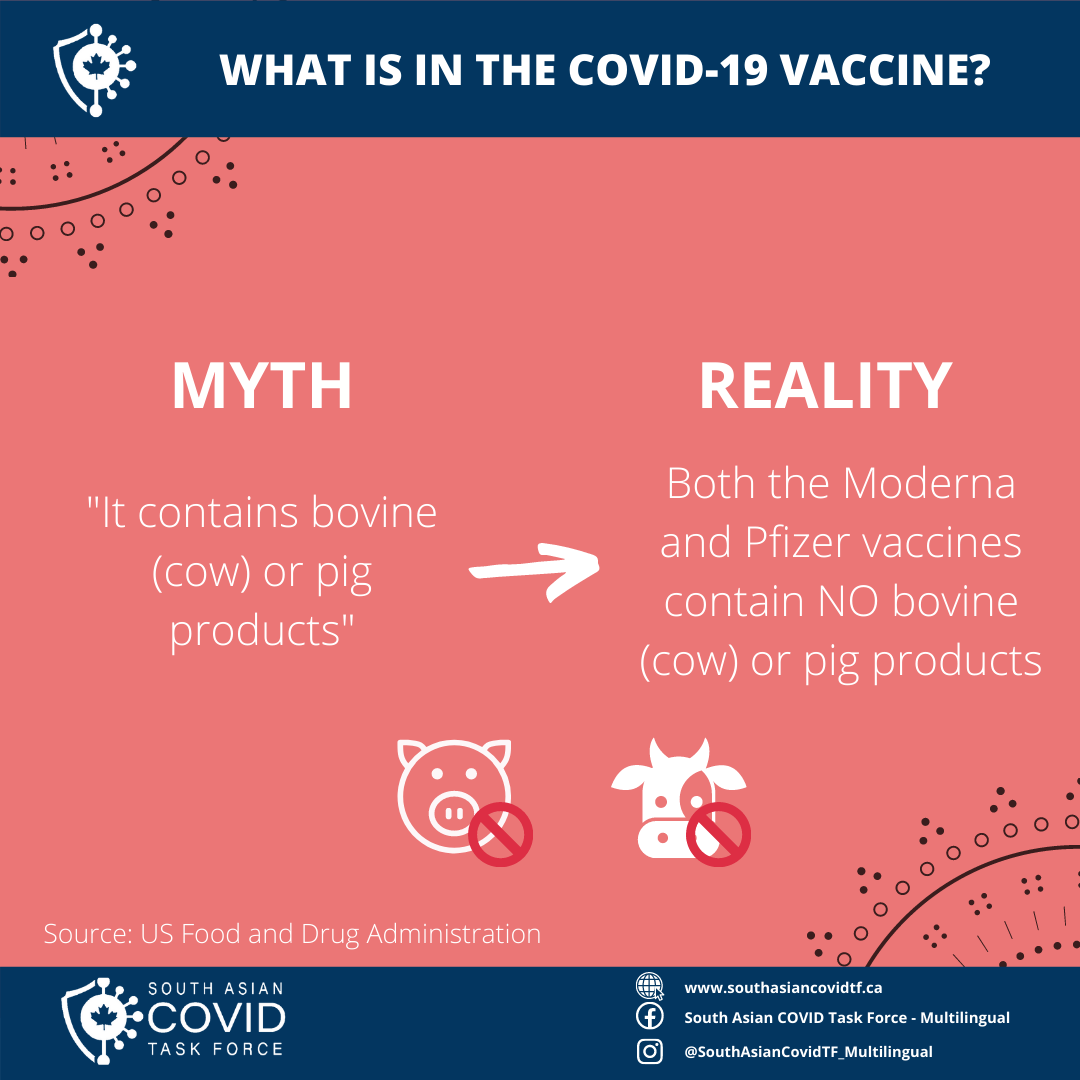 WHAT IS IN THE COVID-19 VACCINE?
MYTH
"It contains bovine
(cow) or pig
products"
REALITY
Both the Moderna
and Pfizer vaccines
contain NO bovine
(cow) or pig products
Source: US Food and Drug Administration
SOUTH ASIAN
COVID
TASK FORCE
www.southasiancovidtf.ca
South Asian COVID Task Force - Multilingual
@SouthAsianCovidTF_Multilingual